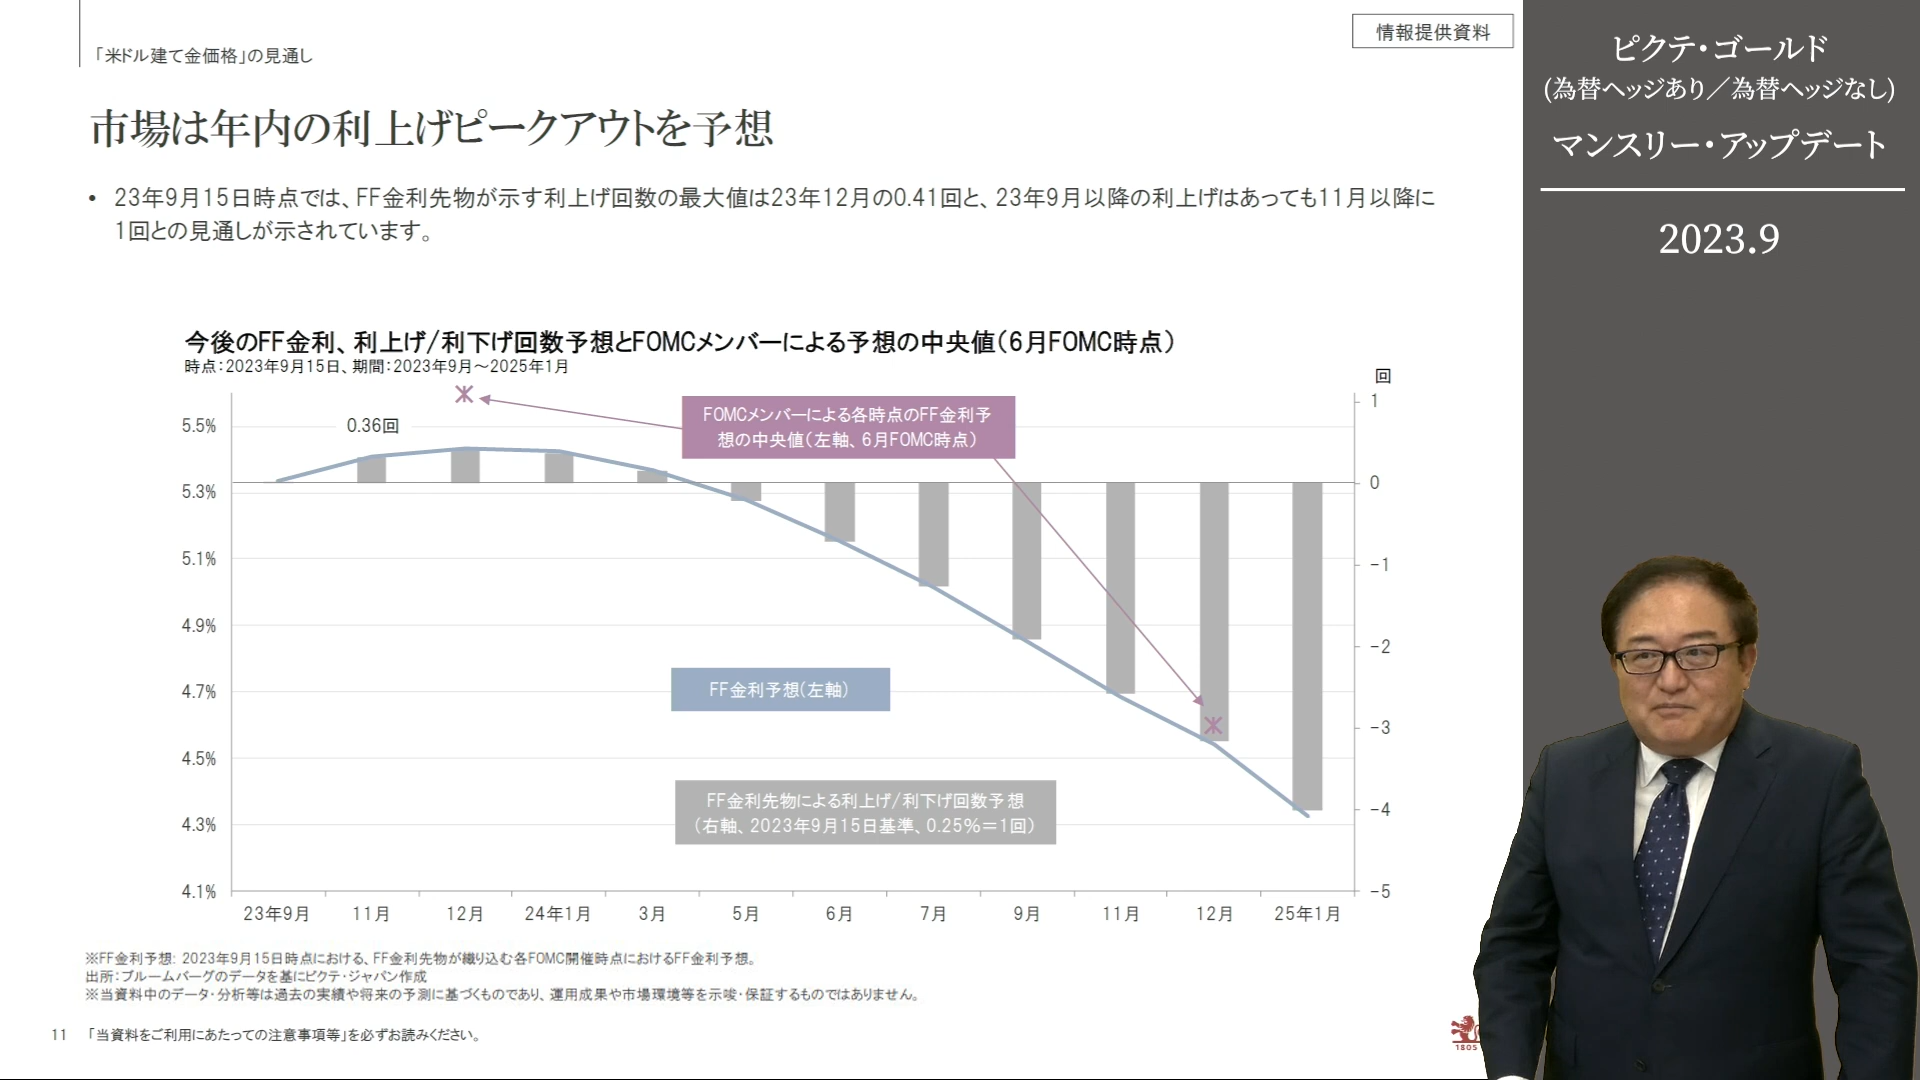 「米ドル建て金価格」の見通し
情報提供資料
市場は年内の利上げピークアウトを予想
• 23年9月15日時点では、FF金利先物が示す利上げ回数の最大値は23年12月の0.41回と、23年9月以降の利上げはあっても11月以降に
1回との見通しが示されています。
今後のFF金利、利上げ/利下げ回数予想とFOMCメンバーによる予想の中央値（6月FOMC時点）
時点：2023年9月15日、期間：2023年9月～2025年1月
回
5.5%
5.3%
5.1%
4.9%
4.7%
4.5%
4.3%
4.1%
0.36回
FOMCメンバーによる各時点のFF金利予
想の中央値（左軸、6月FOMC時点）
FF金利予想（左軸）
FF金利先物による利上げ/利下げ回数予想
（右軸、2023年9月15日基準、0.25％＝1回）
1
0
-1
-2
-3
-4
-5
23年9月 11月 12月 24年1月 3月 5月 6月 7月 9月 11月 12月 25年1月
※FF金利予想: 2023年9月15日時点における、FF金利先物が織り込む各FOMC開催時点におけるFF金利予想。
出所：ブルームバーグのデータを基にピクテ・ジャパン作成
※当資料中のデータ・分析等は過去の実績や将来の予測に基づくものであり、運用成果や市場環境等を示唆・保証するものではありません。
11 「当資料をご利用にあたっての注意事項等」を必ずお読みください。
1805
ピクテ・ゴールド
(為替ヘッジあり／為替ヘッジなし)
マンスリー・アップデート
2023.9